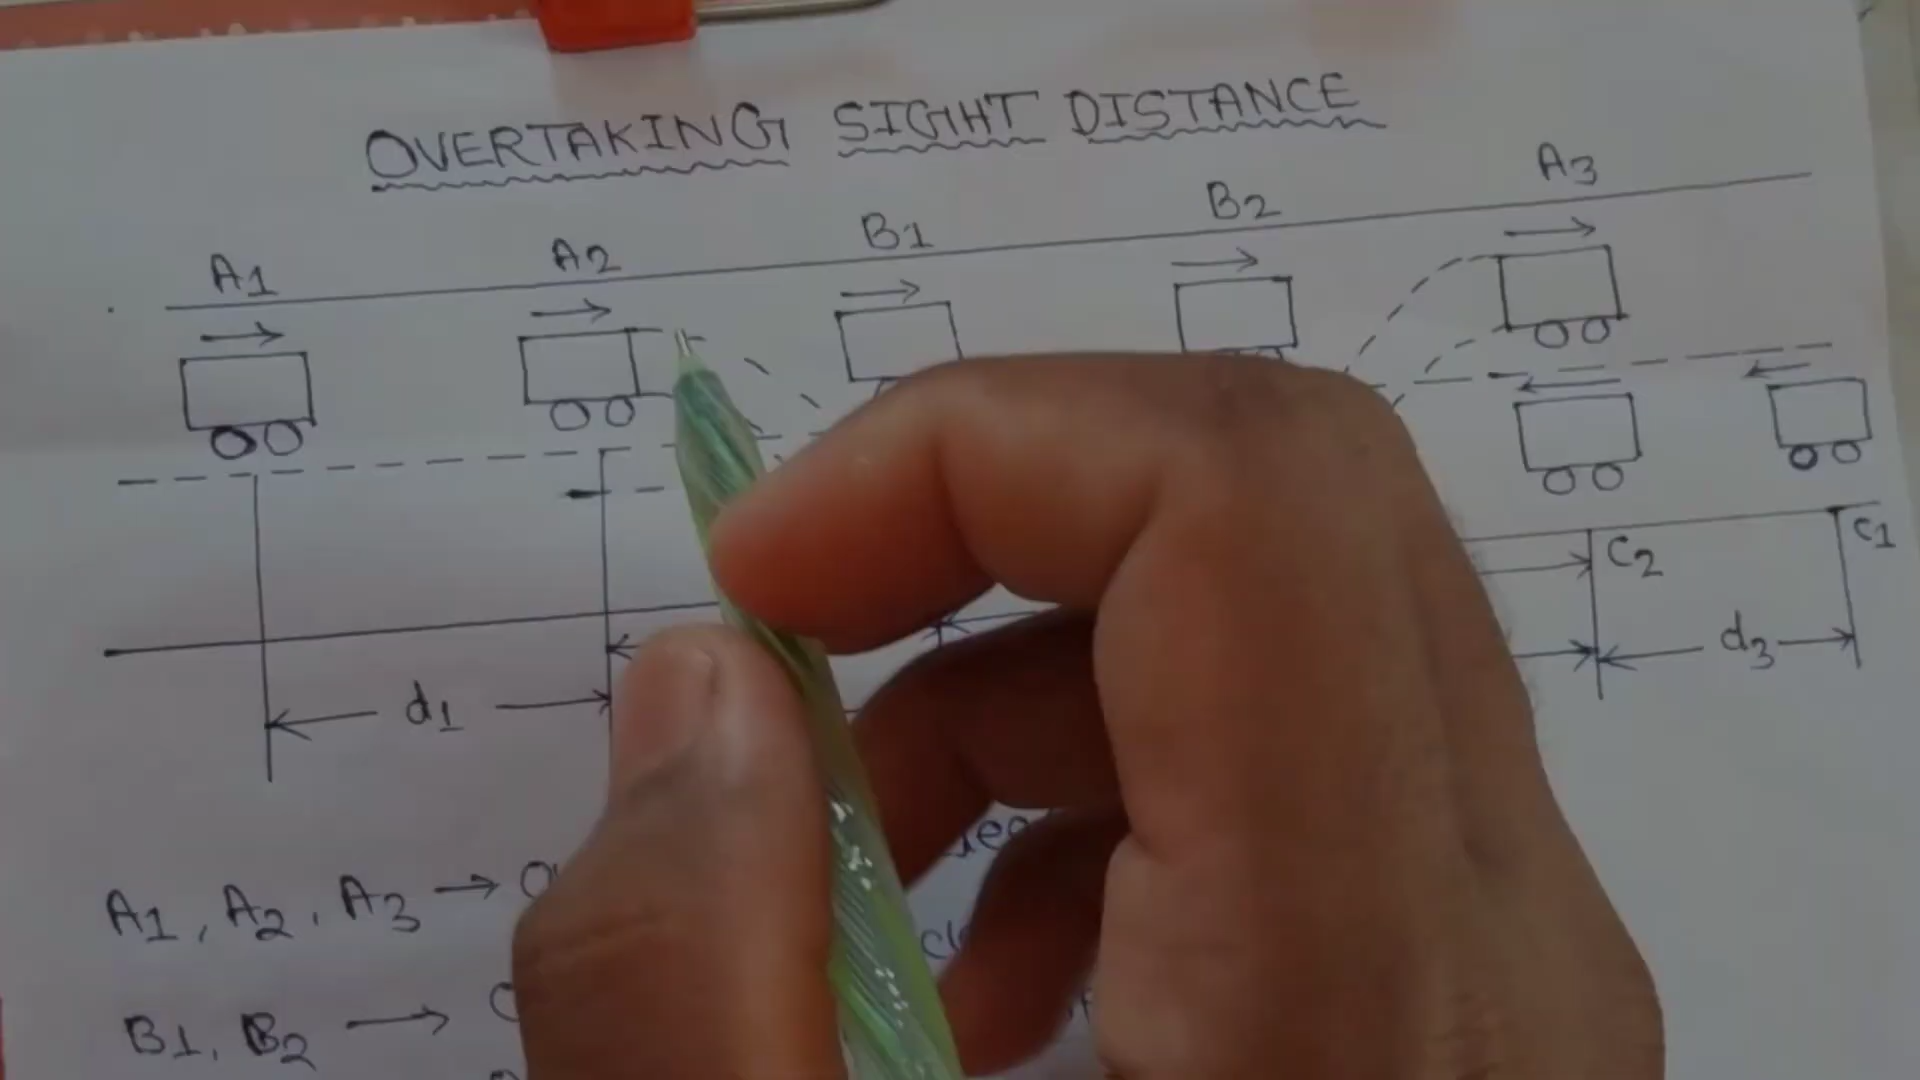 OVERTAKING SIGHT DISTANCE
A1 A2 B1 B2 A3
C2 C1
d1 d3
A1, A2, A3 →
B1, B2 →